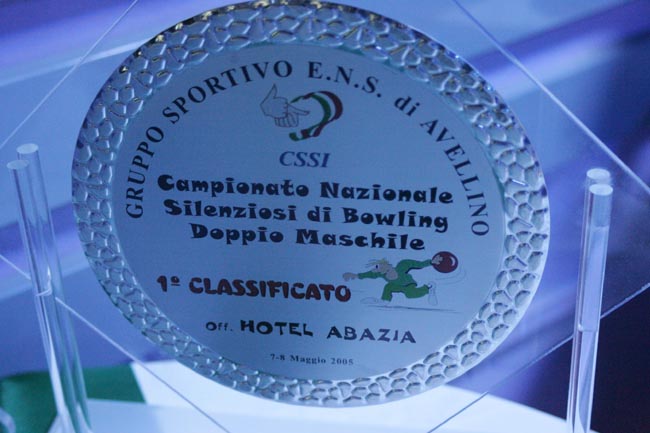 GRUPPO SPORTIVO E.N.S. di AVELLINO
CSSI
Campionato Nazionale
Silenziosi di Bowling
Doppio Maschile
1º CLASSIFICATO
Off. HOTEL ABAZIA
7-8 Maggio 2005